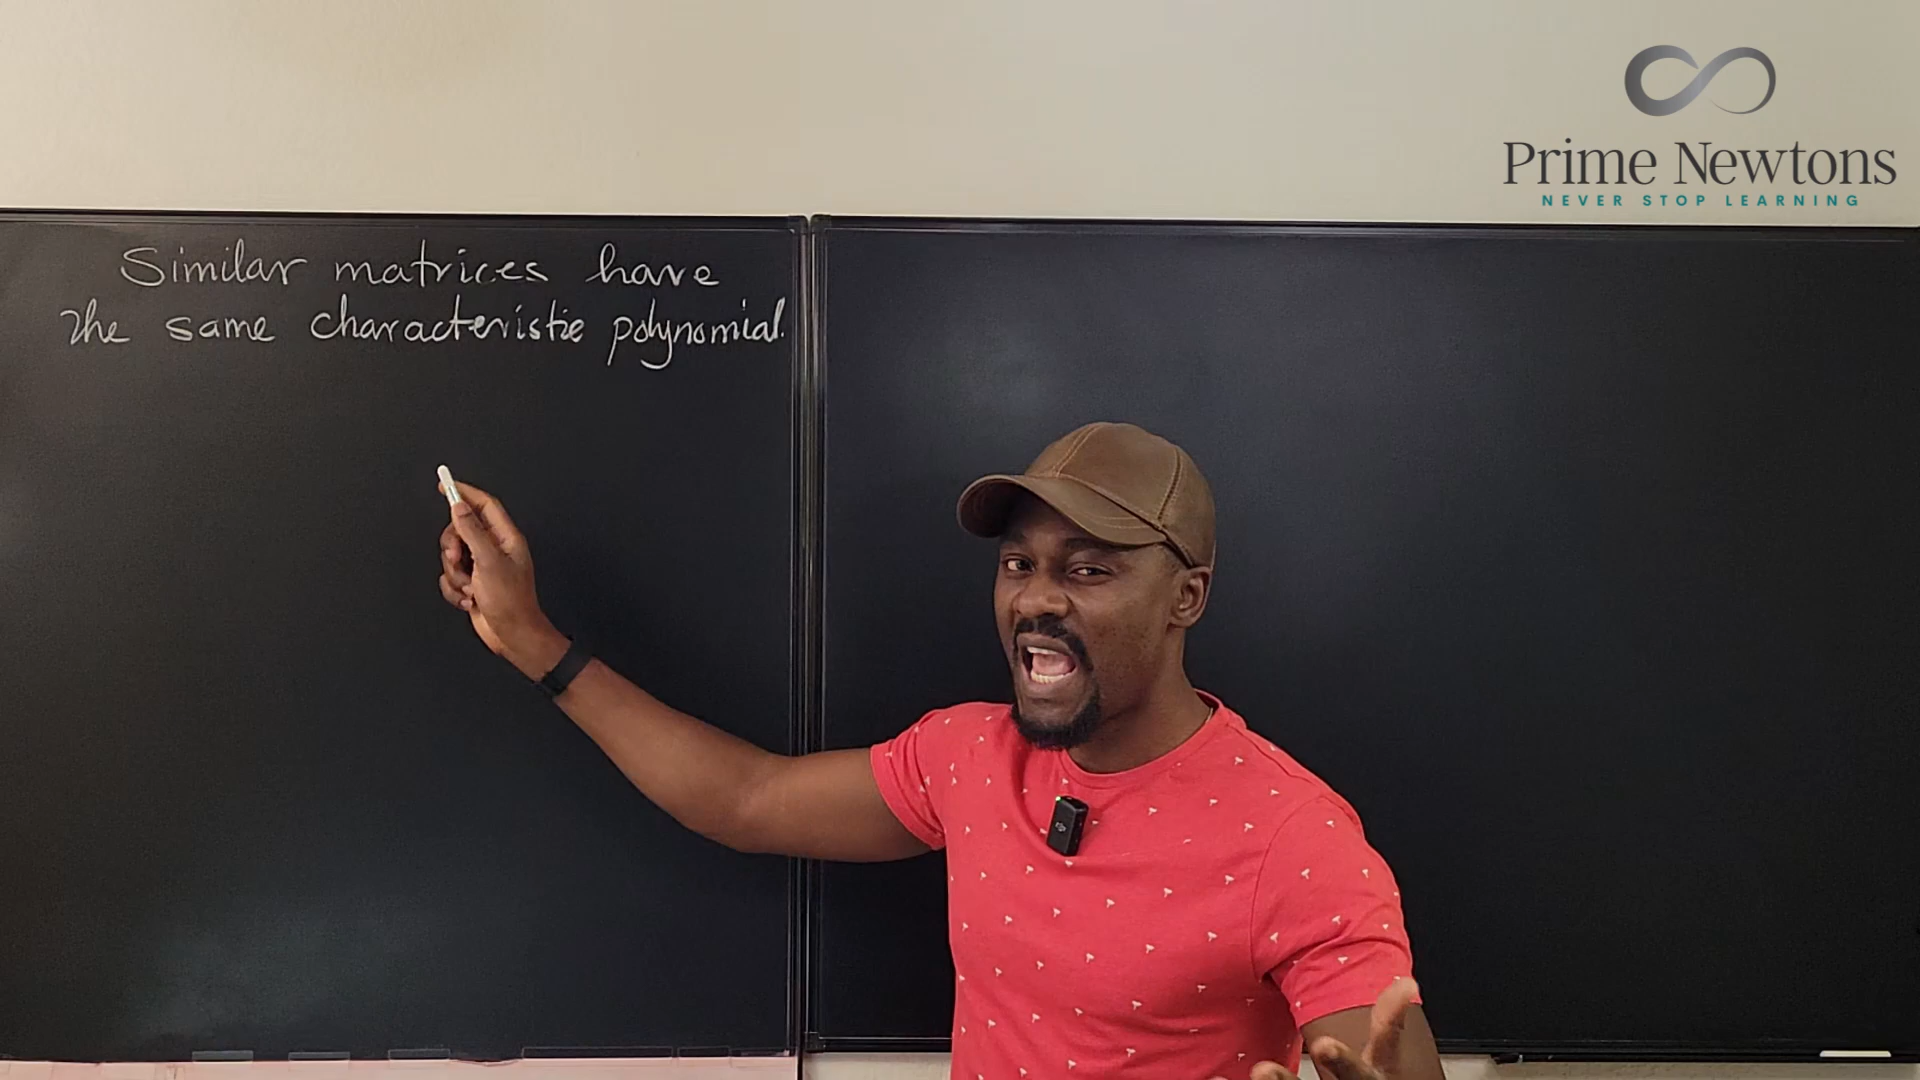 Prime Newtons
NEVER STOP LEARNING
Similar matrices have
the same characteristic polynomial.